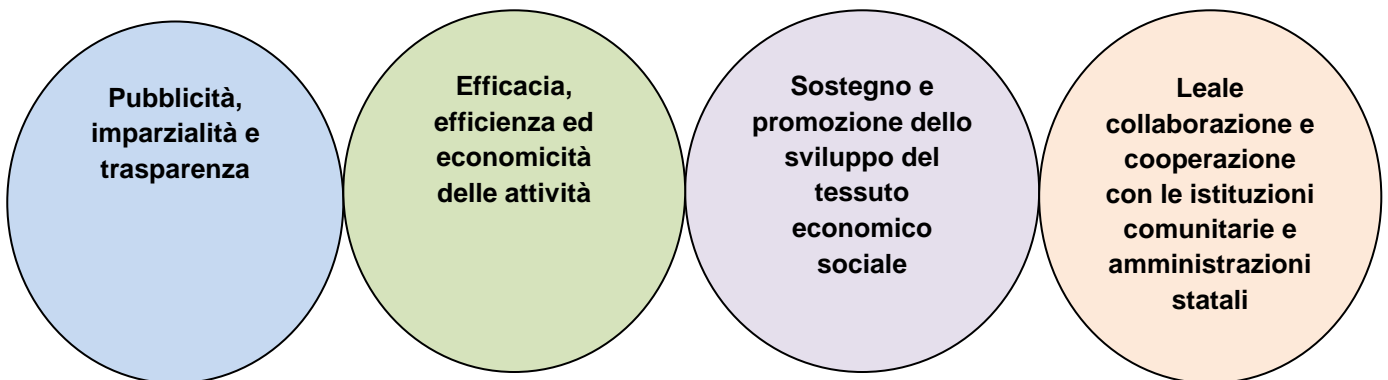 Pubblicità,
imparzialità e
trasparenza
Efficacia,
efficienza ed
economicità
delle attività
Sostegno e
promozione dello
sviluppo del
tessuto
economico
sociale
Leale
collaborazione e
cooperazione
con le istituzioni
comunitarie e
amministrazioni
statali